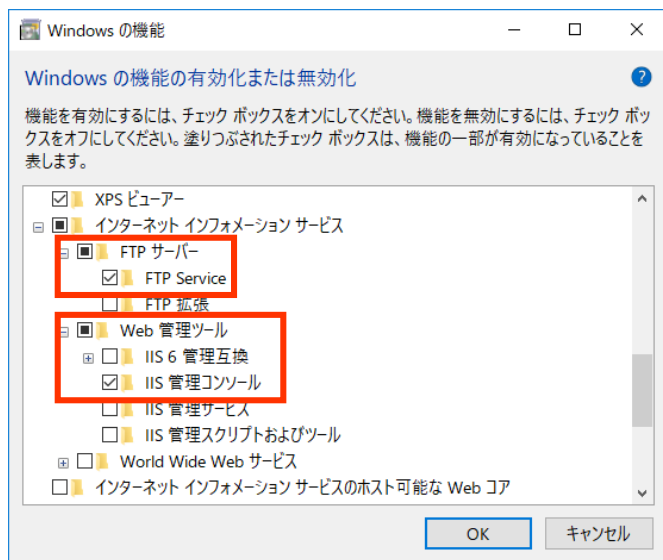 Windows の機能
Windows の機能の有効化または無効化
機能を有効にするには、チェック ボックスをオンにしてください。機能を無効にするには、チェック ボッ
クスをオフにしてください。塗りつぶされたチェック ボックスは、機能の一部が有効になっていることを
表します。
XPS ビューアー
インターネット インフォメーション サービス
FTP サーバー
FTP Service
FTP 拡張
Web 管理ツール
IIS 6 管理互換
IIS 管理コンソール
IIS 管理サービス
IIS 管理スクリプトおよびツール
World Wide Web サービス
インターネット インフォメーション サービスのホスト可能な Web コア
OK
キャンセル